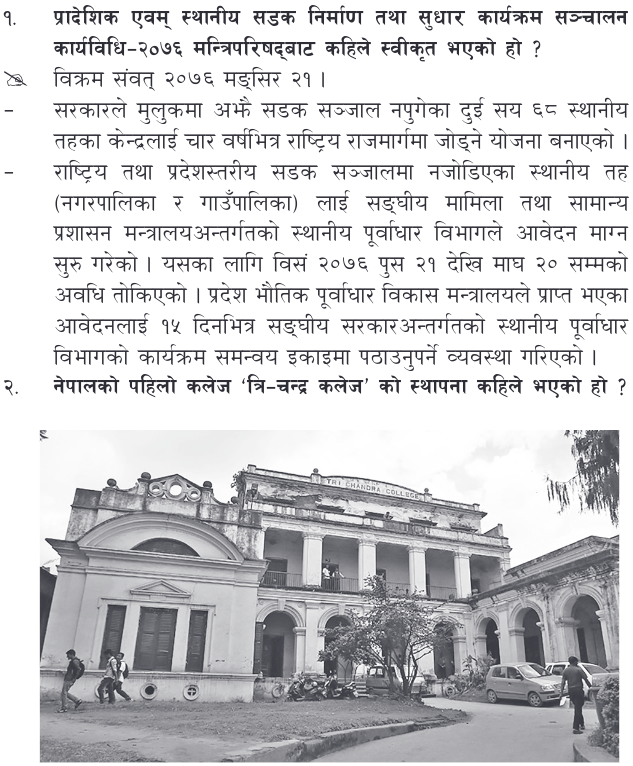 १. प्रादेशिक एवम् स्थानीय सडक निर्माण तथा सुधार कार्यक्रम सञ्चालन
कार्यविधि-२०७६ मन्त्रिपरिषद्बाट कहिले स्वीकृत भएको हो ?
विक्रम संवत् २०७६ मङ्सिर २१ ।
- सरकारले मुलुकमा अझै सडक सञ्जाल नपुगेका दुई सय ६८ स्थानीय
तहका केन्द्रलाई चार वर्षभित्र राष्ट्रिय राजमार्गमा जोड्ने योजना बनाएको ।
- राष्ट्रिय तथा प्रदेशस्तरीय सडक सञ्जालमा नजोडिएका स्थानीय तह
(नगरपालिका र गाउँपालिका) लाई सङ्घीय मामिला तथा सामान्य
प्रशासन मन्त्रालयअन्तर्गतको स्थानीय पूर्वाधार विभागले आवेदन माग्न
सुरु गरेको । यसका लागि विसं २०७६ पुस २१ देखि माघ २० सम्मको
अवधि तोकिएको । प्रदेश भौतिक पूर्वाधार विकास मन्त्रालयले प्राप्त भएका
आवेदनलाई १५ दिनभित्र सङ्घीय सरकारअन्तर्गतको स्थानीय पूर्वाधार
विभागको कार्यक्रम समन्वय इकाइमा पठाउनुपर्ने व्यवस्था गरिएको ।
२. नेपालको पहिलो कलेज ‘त्रि-चन्द्र कलेज’ को स्थापना कहिले भएको हो ?
TRI CHANDRA COLLEGE